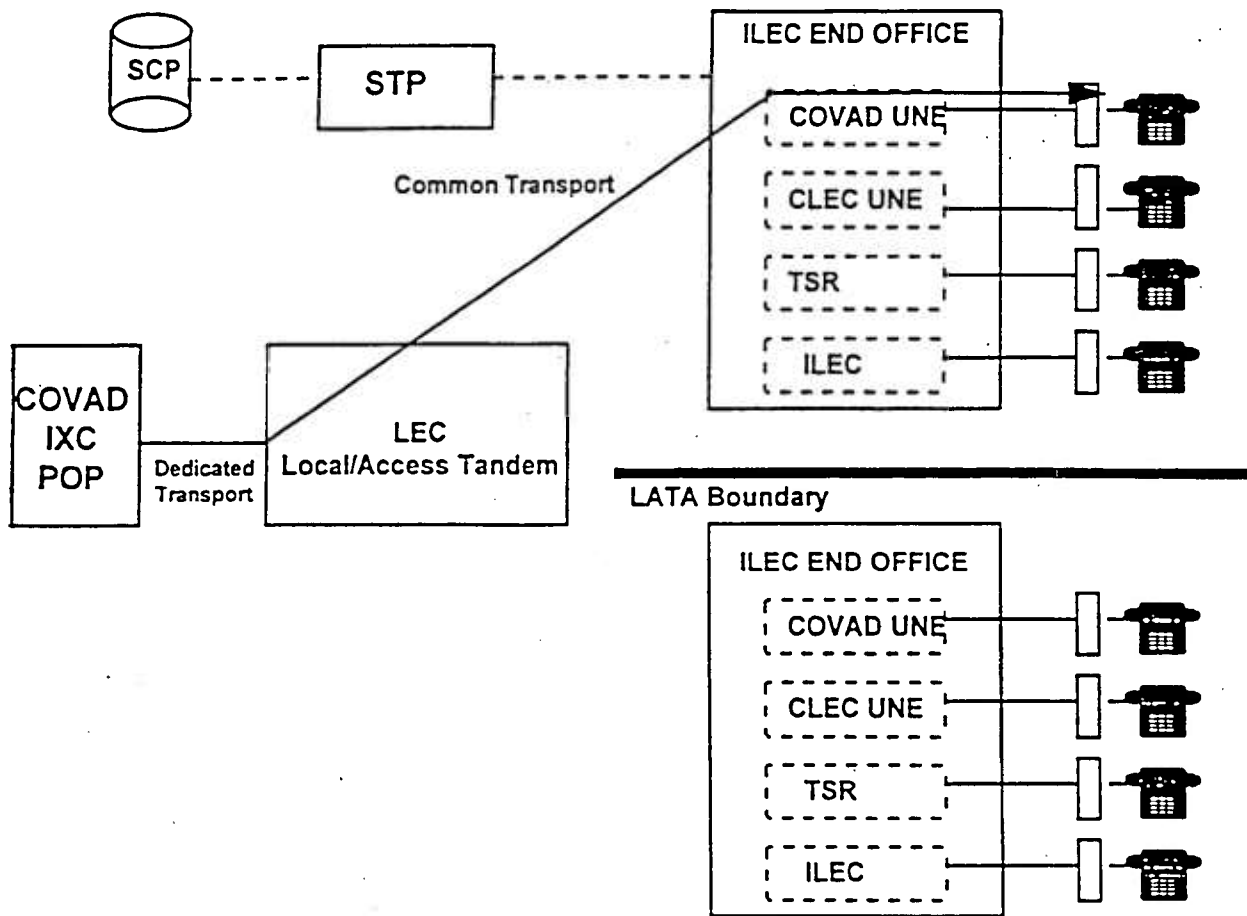 ILEC END OFFICE
SCP
STP
COVAD UNE
Common Transport
CLEC UNE
TSR
ILEC
COVAD
IXC
POP
Dedicated
Transport
LEC
Local/Access Tandem
LATA Boundary
ILEC END OFFICE
COVAD UNE
CLEC UNE
TSR
ILEC